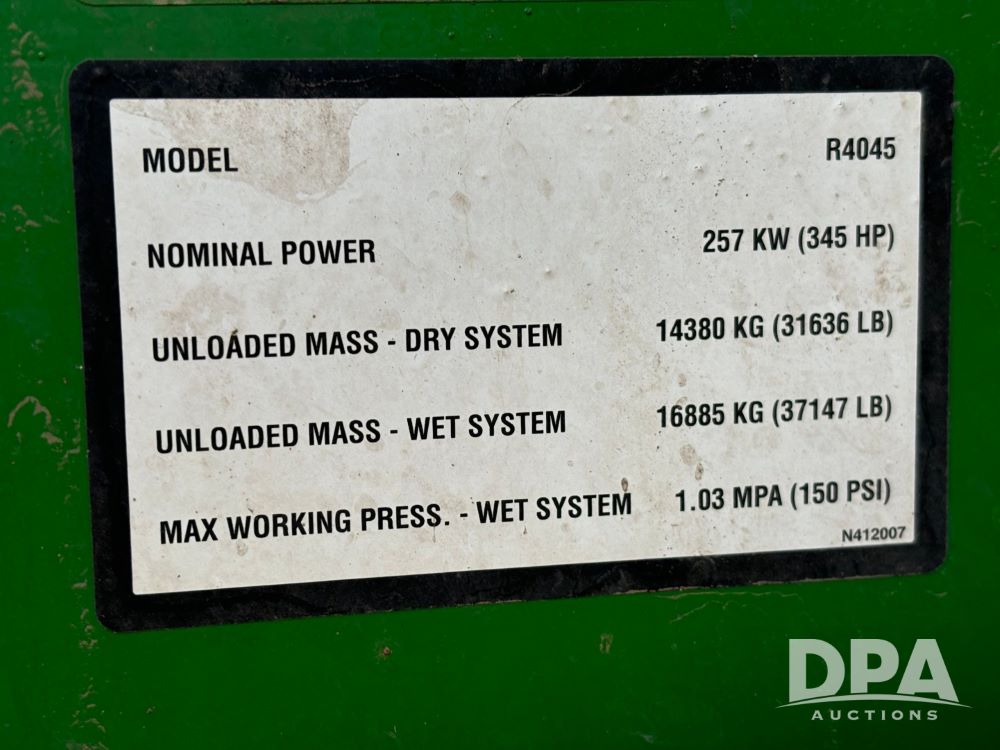 MODEL R4045
NOMINAL POWER 257 KW (345 HP)
UNLOADED MASS - DRY SYSTEM 14380 KG (31636 LB)
UNLOADED MASS - WET SYSTEM 16885 KG (37147 LB)
MAX WORKING PRESS. - WET SYSTEM 1.03 MPA (150 PSI)
N412007
DPA
AUCTIONS